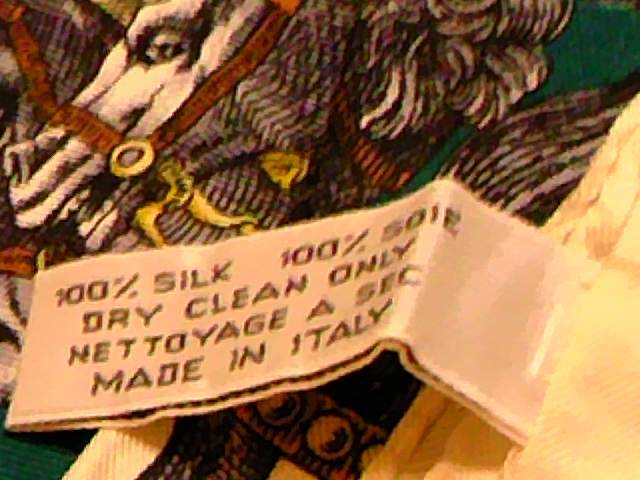 100% SILK 100% SOIE
DRY CLEAN ONLY
NETTOYAGE A SEC
MADE IN ITALY